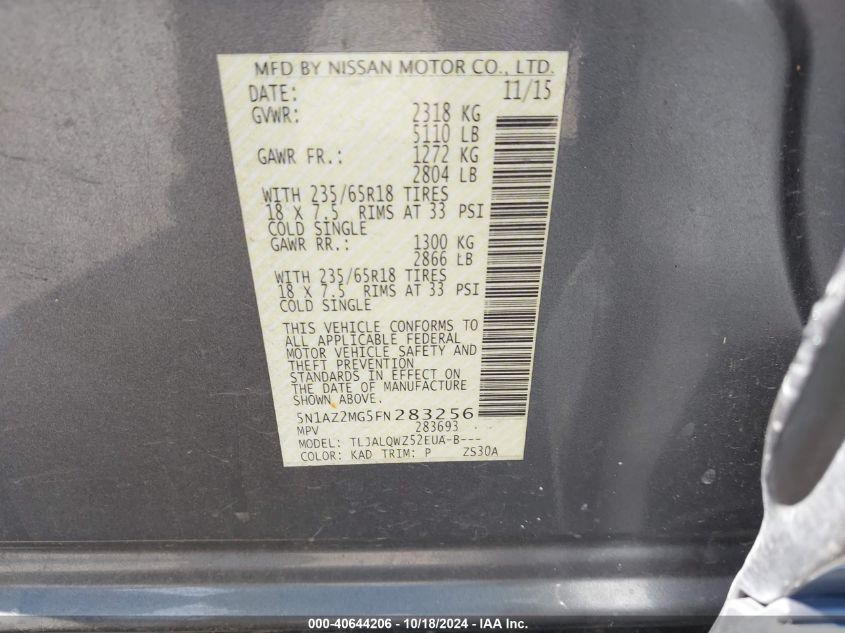 MFD BY NISSAN MOTOR CO., LTD.
DATE: 11/15
GVWR: 2318 KG
5110 LB
GAWR FR.: 1272 KG
2804 LB
WITH 235/65R18 TIRES
18 X 7.5 RIMS AT 33 PSI
COLD SINGLE
GAWR RR.: 1300 KG
2866 LB
WITH 235/65R18 TIRES
18 X 7.5 RIMS AT 33 PSI
COLD SINGLE
THIS VEHICLE CONFORMS TO
ALL APPLICABLE FEDERAL
MOTOR VEHICLE SAFETY AND
THEFT PREVENTION
STANDARDS IN EFFECT ON
THE DATE OF MANUFACTURE
SHOWN ABOVE.
5N1AZ2MG5FN283256
MPV 283693
MODEL: TLJALQWZ52EUA-B---
COLOR: KAD TRIM: P ZS30A
000-40644206 - 10/18/2024 - IAA Inc.